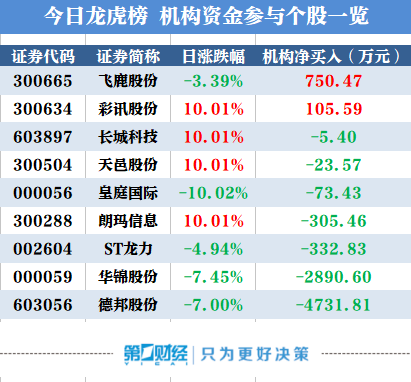 今日龙虎榜 机构资金参与个股一览
证券代码 证券简称 日涨跌幅 机构净买入（万元）
300665 飞鹿股份 -3.39% 750.47
300634 彩讯股份 10.01% 105.59
603897 长城科技 10.01% -5.40
300504 天邑股份 10.01% -23.57
000056 皇庭国际 -10.02% -73.43
300288 朗玛信息 10.01% -305.46
002604 ST龙力 -4.94% -332.83
000059 华锦股份 -7.45% -2890.60
603056 德邦股份 -7.00% -4731.81
第一财经 只为更好决策
YICAI